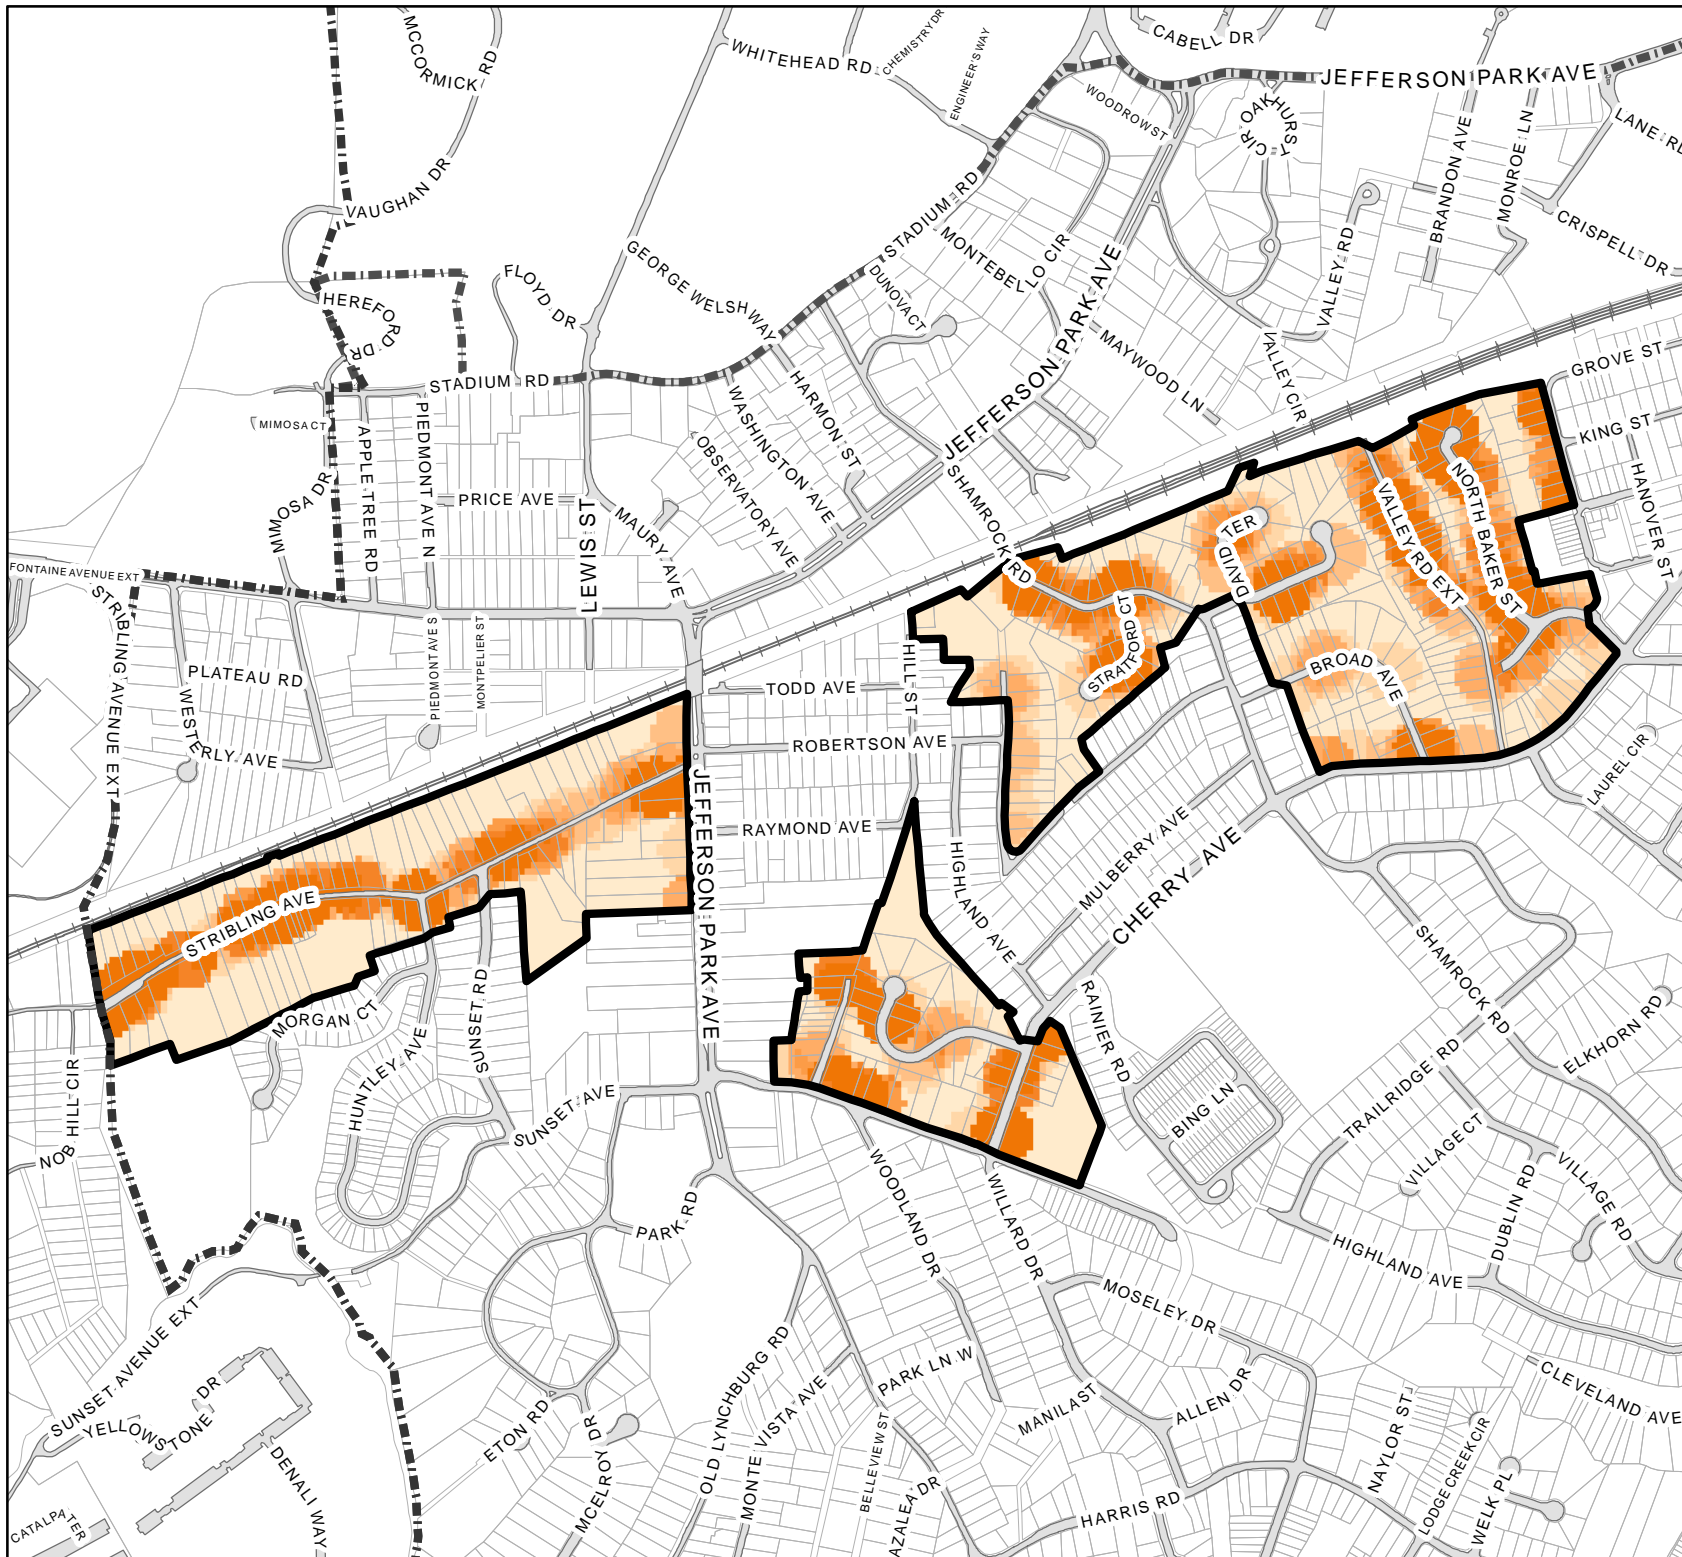 MCCORMICK RD
WHITEHEAD RD
CHEMISTRY DR
ENGINEER'S WAY
CABELL DR
JEFFERSON PARK AVE
WOODROW ST
OAKHURST CIR
BRANDON AVE
MONROE LN
LANE RD
VAUGHAN DR
STADIUM RD
MONTEBELLO CIR
VALLEY RD
CRISPELL DR
GEORGE WELSH WAY
FLOYD DR
HEREFORD DR
DUNOVA CT
JEFFERSON PARK AVE
MAYWOOD LN
VALLEY CIR
GROVE ST
KING ST
HANOVER ST
STADIUM RD
MIMOSA CT
APPLE TREE RD
PIEDMONT AVE N
HARMON ST
WASHINGTON AVE
OBSERVATORY AVE
MIMOSA DR
PRICE AVE
LEWIS ST
MAURY AVE
SHAMROCK RD
DAVID TER
VALLEY RD EXT
NORTH BAKER ST
FONTAINE AVENUE EXT
STRIBLING AVENUE EXT
PLATEAU RD
WESTERLY AVE
PIEDMONT AVE S
MONTPELIER ST
TODD AVE
HILL ST
STRATFORD CT
BROAD AVE
ROBERTSON AVE
RAYMOND AVE
JEFFERSON PARK AVE
HIGHLAND AVE
MULBERRY AVE
CHERRY AVE
LAUREL CIR
STRIBLING AVE
MORGAN CT
SUNSET RD
HUNTLEY AVE
NOB HILL CIR
SUNSET AVE
RAINIER RD
BING LN
SHAMROCK RD
ELKHORN RD
TRAILRIDGE RD
VILLAGE CT
VILLAGE RD
DUBLIN RD
HIGHLAND AVE
PARK RD
WOODLAND DR
WILLARD DR
MOSELEY DR
SUNSET AVENUE EXT
YELLOWSTONE DR
DENALI WAY
CATALPA TER
ETON RD
MCELROY DR
OLD LYNCHBURG RD
MONTE VISTA AVE
PARK LN W
BELLEVIEW ST
AZALEA DR
MANILA ST
ALLEN DR
HARRIS RD
NAYLOR ST
LODGE CREEK CIR
WELK PL
CLEVELAND AVE